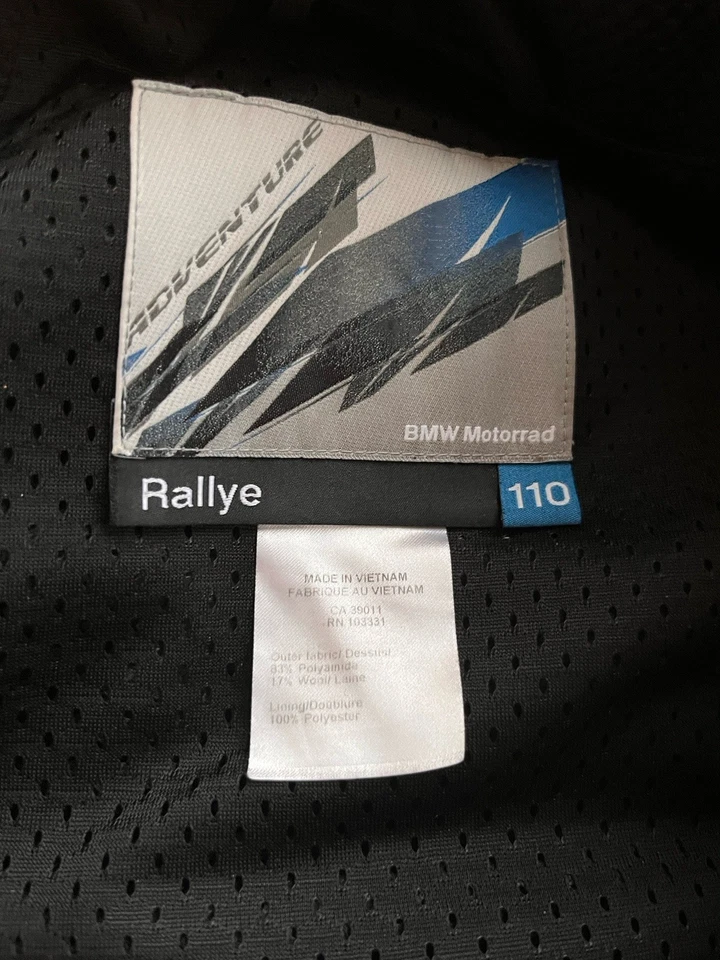 ADVENTURE
BMW Motorrad
Rallye
110
MADE IN VIETNAM
FABRIQUE AU VIETNAM
CA 39011
RN 103331
Outer fabric/ Dessus/
83% Polyamide
17% Wool/ Laine
Lining/Doublure
100% Polyester